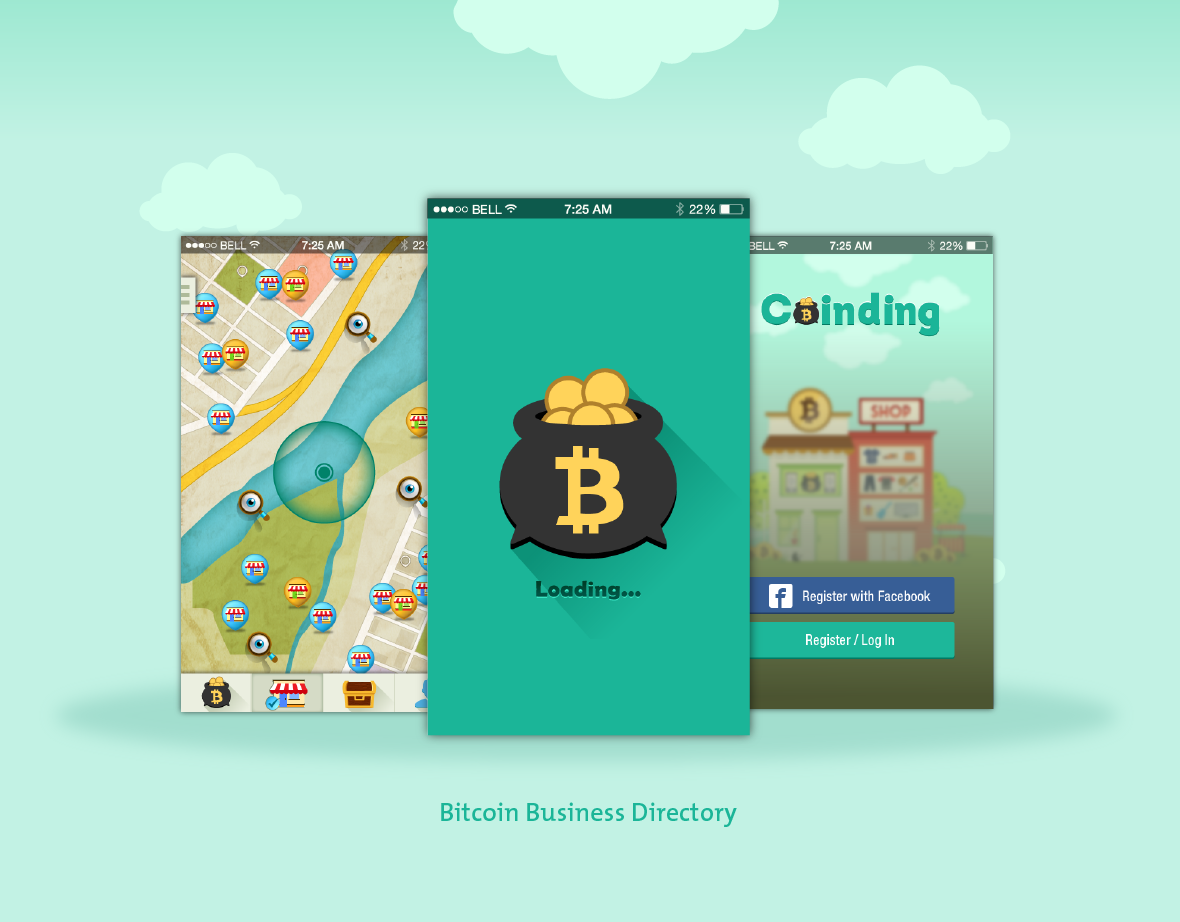 BELL 7:25 AM 22%
BELL 7:25 AM 22
BELL 7:25 AM 22%
Coinding
SHOP
Loading...
Register with Facebook
Register / Log In
Bitcoin Business Directory